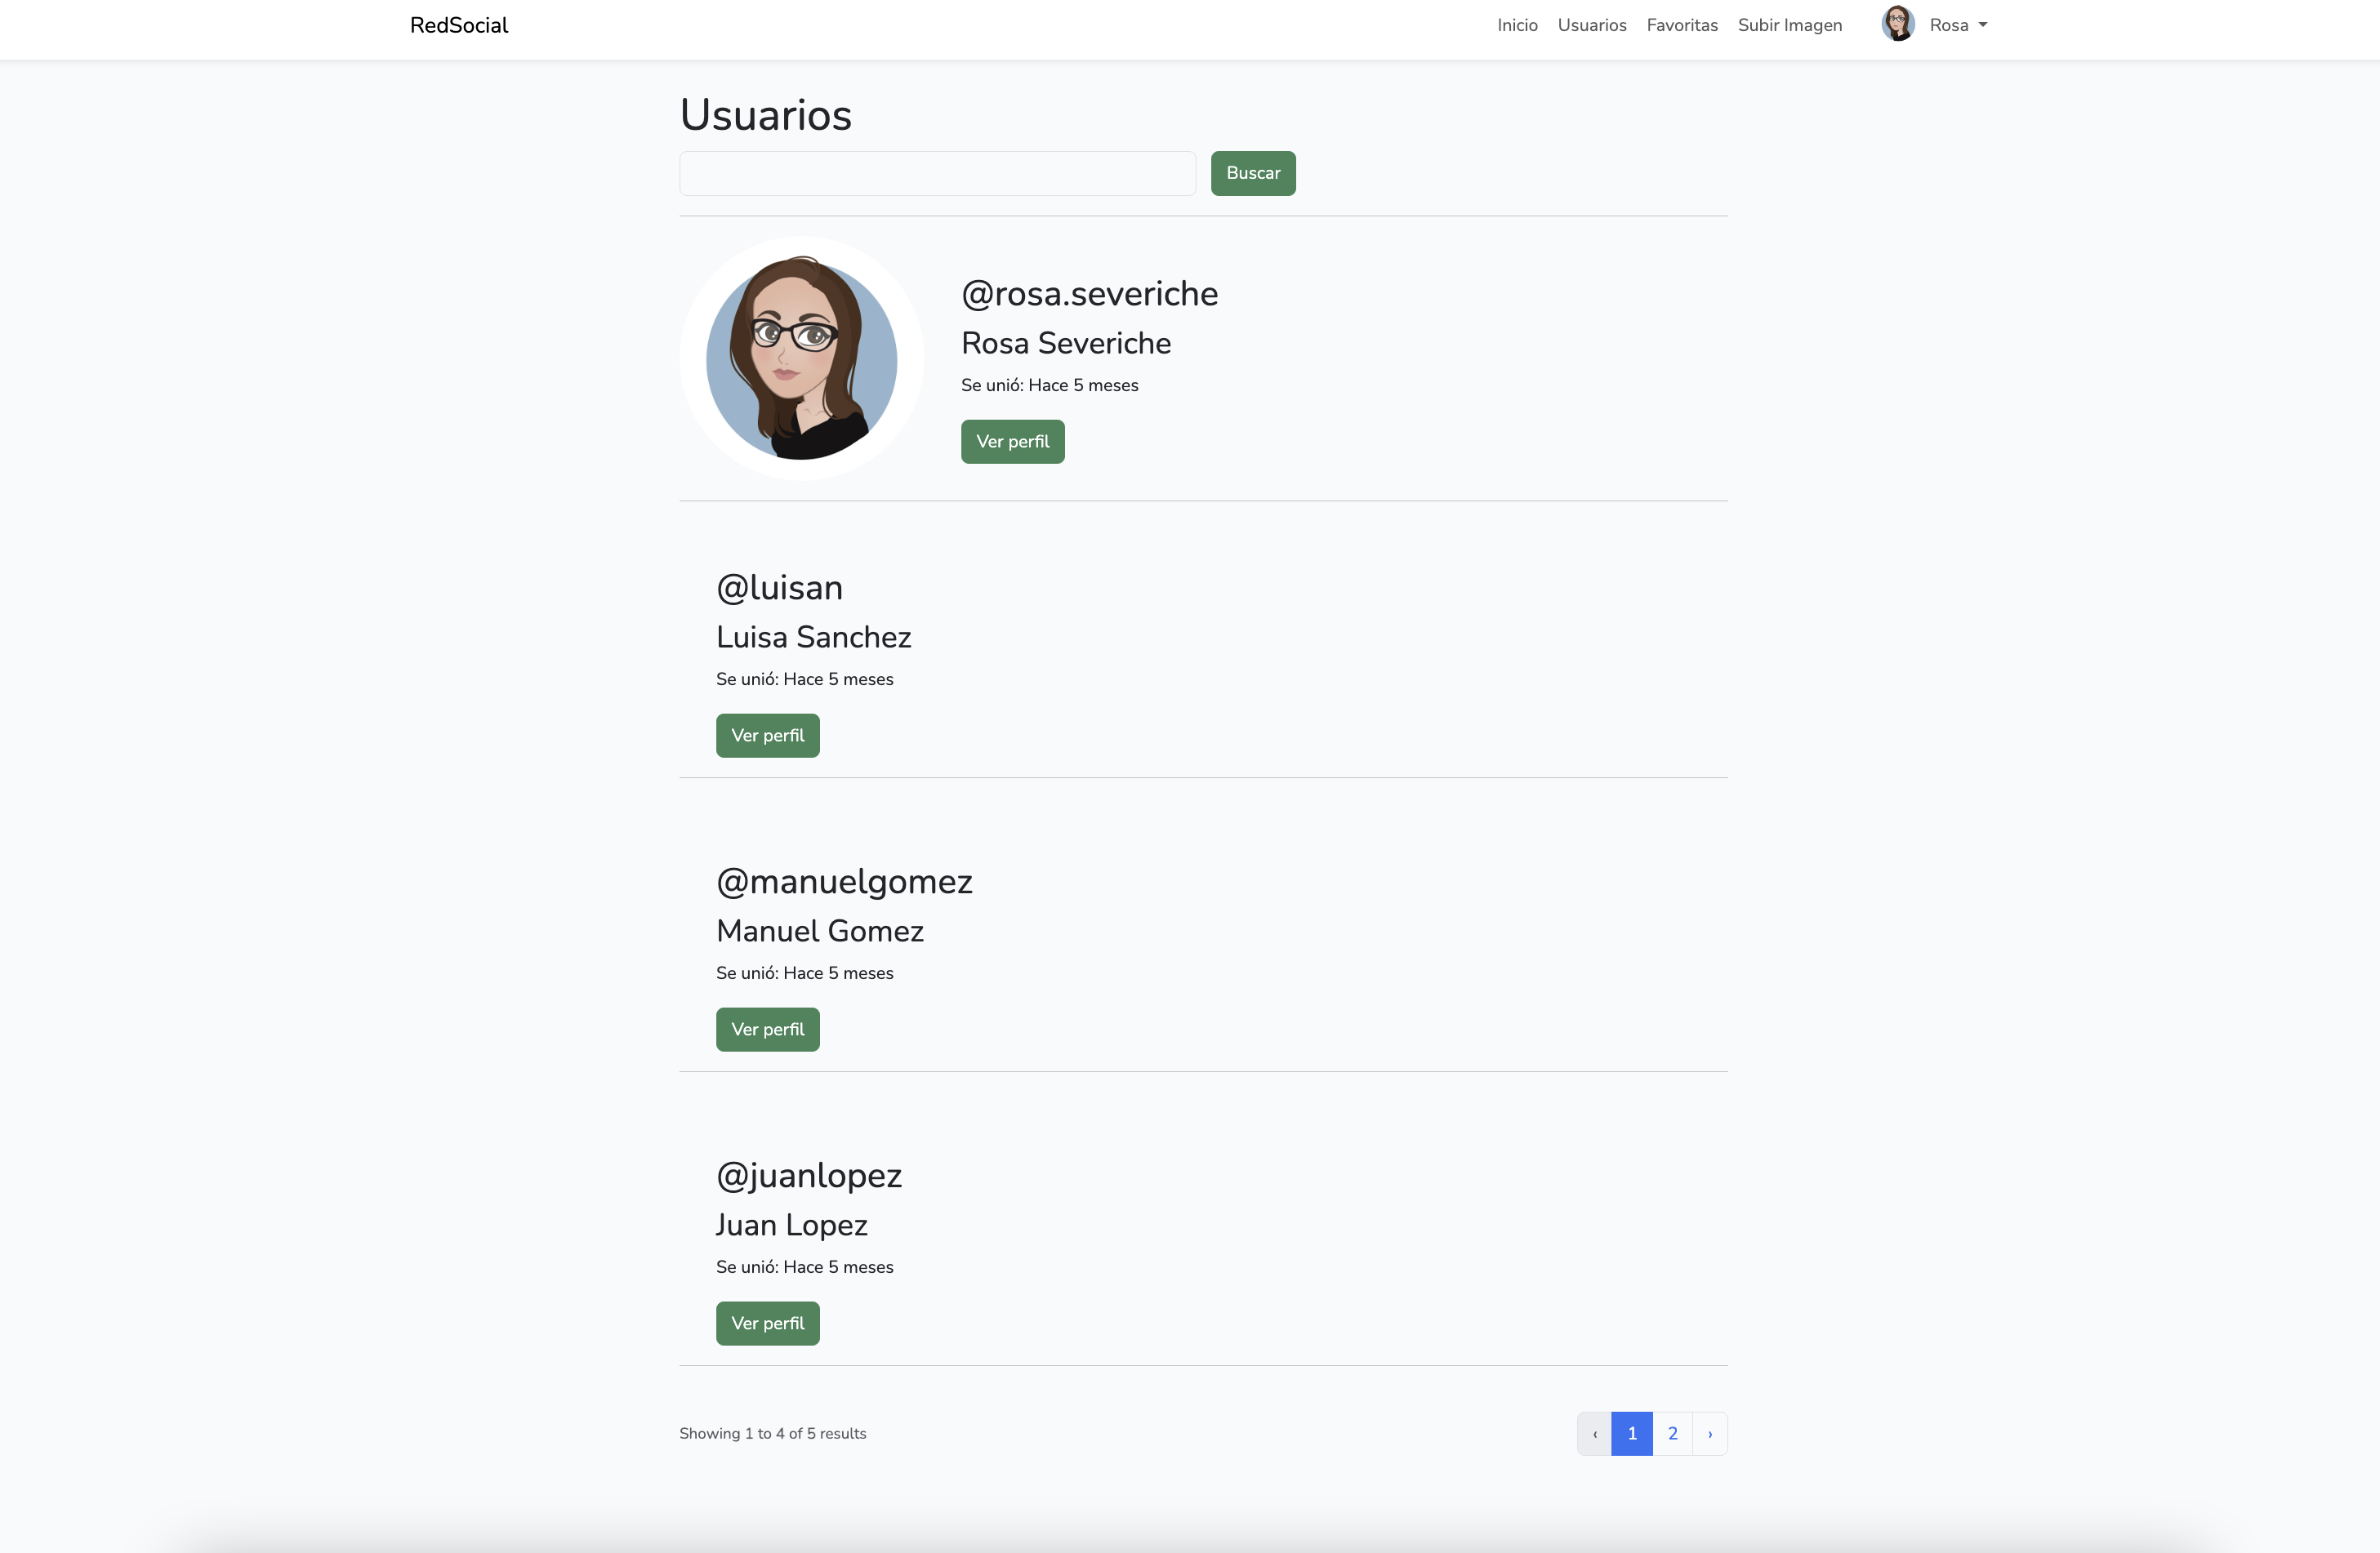 RedSocial
Inicio Usuarios Favoritas Subir Imagen Rosa
Usuarios
Buscar
@rosa.severiche
Rosa Severiche
Se unió: Hace 5 meses
Ver perfil
@luisan
Luisa Sanchez
Se unió: Hace 5 meses
Ver perfil
@manuelgomez
Manuel Gomez
Se unió: Hace 5 meses
Ver perfil
@juanlopez
Juan Lopez
Se unió: Hace 5 meses
Ver perfil
Showing 1 to 4 of 5 results
‹ 1 2 ›